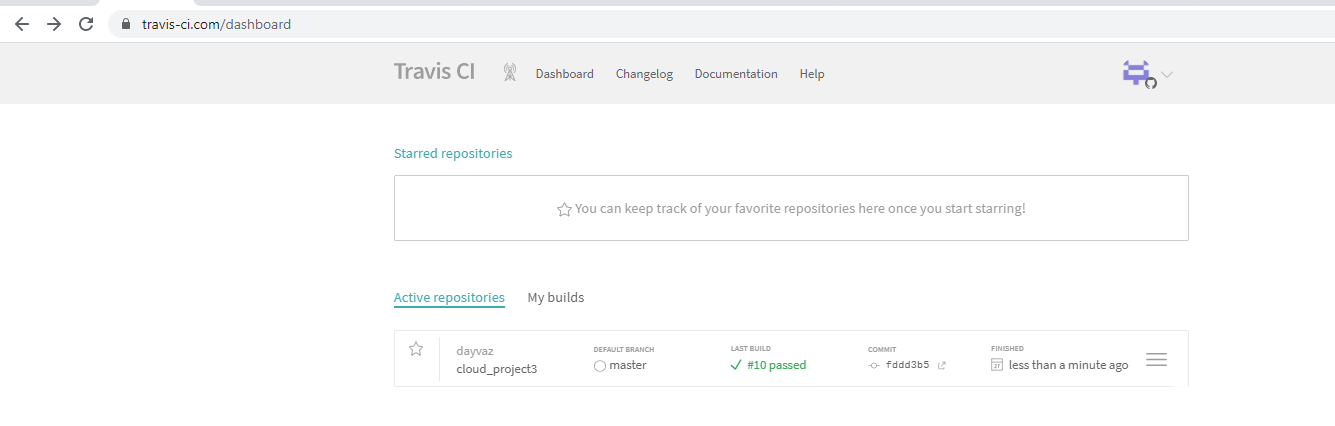 travis-ci.com/dashboard
Travis CI Dashboard Changelog Documentation Help
Starred repositories
You can keep track of your favorite repositories here once you start starring!
Active repositories My builds
dayvaz
cloud_project3
DEFAULT BRANCH
master
LAST BUILD
#10 passed
COMMIT
fddd3b5
FINISHED
27 less than a minute ago